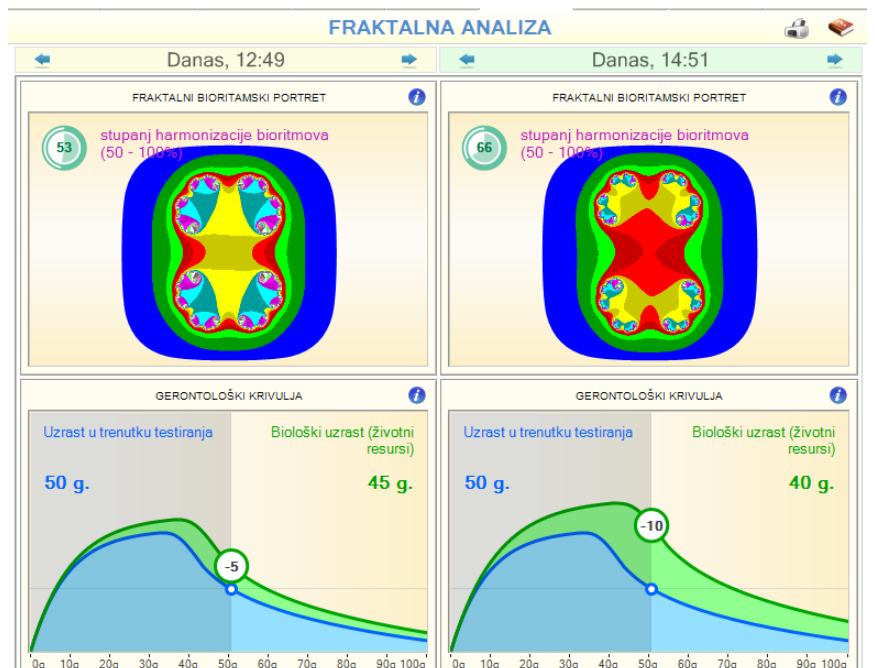 FRAKTALNA ANALIZA
Danas, 12:49
Danas, 14:51
FRAKTALNI BIORITAMSKI PORTRET
53
stupanj harmonizacije bioritmova
(50 - 100%)
FRAKTALNI BIORITAMSKI PORTRET
66
stupanj harmonizacije bioritmova
(50 - 100%)
GERONTOLOŠKI KRIVULJA
Uzrast u trenutku testiranja
50 g.
Biološki uzrast (životni
resursi)
45 g.
-5
0g 10g 20g 30g 40g 50g 60g 70g 80g 90g 100g
GERONTOLOŠKI KRIVULJA
Uzrast u trenutku testiranja
50 g.
Biološki uzrast (životni
resursi)
40 g.
-10
0g 10g 20g 30g 40g 50g 60g 70g 80g 90g 100g